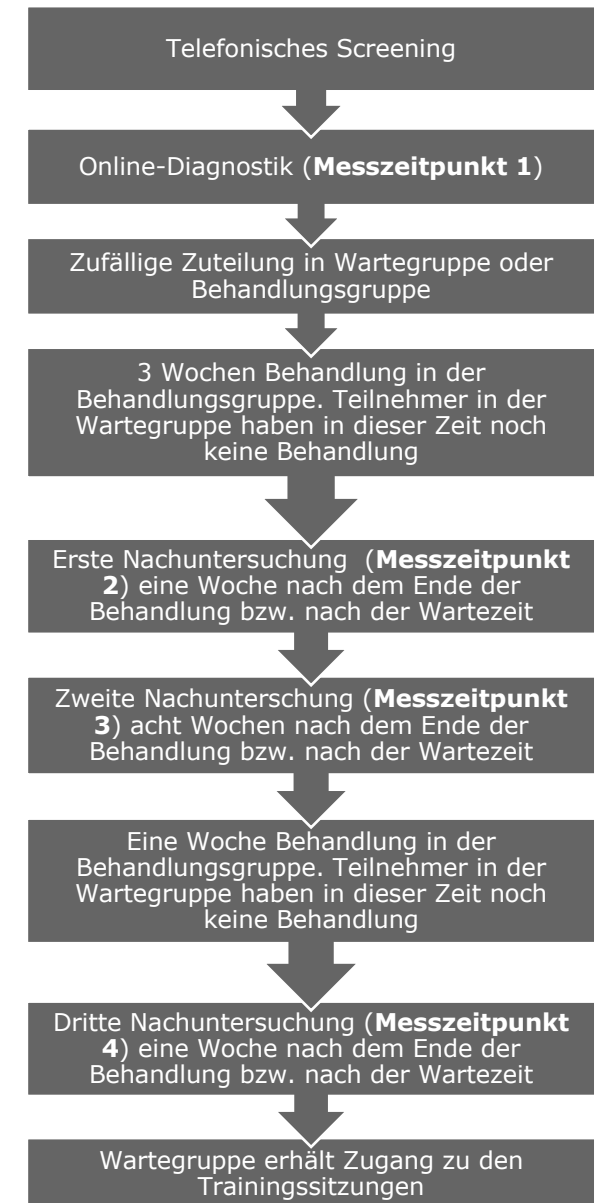 Telefonisches Screening
Online-Diagnostik (Messzeitpunkt 1)
Zufällige Zuteilung in Wartegruppe oder
Behandlungsgruppe
3 Wochen Behandlung in der
Behandlungsgruppe. Teilnehmer in der
Wartegruppe haben in dieser Zeit noch
keine Behandlung
Erste Nachuntersuchung (Messzeitpunkt
2) eine Woche nach dem Ende der
Behandlung bzw. nach der Wartezeit
Zweite Nachunterschung (Messzeitpunkt
3) acht Wochen nach dem Ende der
Behandlung bzw. nach der Wartezeit
Eine Woche Behandlung in der
Behandlungsgruppe. Teilnehmer in der
Wartegruppe haben in dieser Zeit noch
keine Behandlung
Dritte Nachuntersuchung (Messzeitpunkt
4) eine Woche nach dem Ende der
Behandlung bzw. nach der Wartezeit
Wartegruppe erhält Zugang zu den
Trainingssitzungen